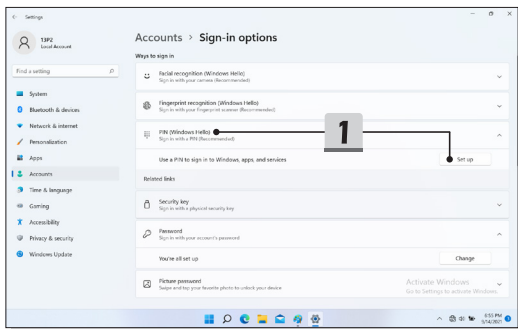 Settings
13P2
Local Account
Find a setting
System
Bluetooth & devices
Network & internet
Personalization
Apps
Accounts
Time & language
Gaming
Accessibility
Privacy & security
Windows Update
Accounts > Sign-in options
Ways to sign in
Facial recognition (Windows Hello)
Sign in with your camera (Recommended)
Fingerprint recognition (Windows Hello)
Sign in with your fingerprint scanner (Recommended)
PIN (Windows Hello)
Sign in with a PIN (Recommended)
1
Use a PIN to sign in to Windows, apps, and services
Set up
Related links
Security key
Sign in with a physical security key
Password
Sign in with your account's password
You're all set up
Change
Picture password
Swipe and tap your favorite photo to unlock your device
Activate Windows
Go to Settings to activate Windows.
6:55 PM
9/14/2021